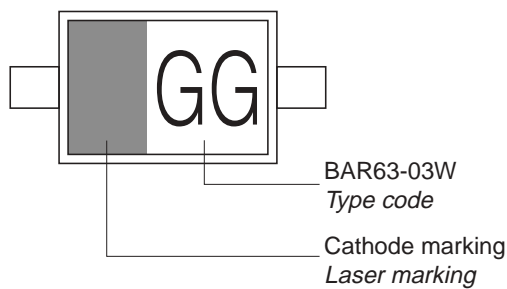 GG
BAR63-03W
Type code
Cathode marking
Laser marking